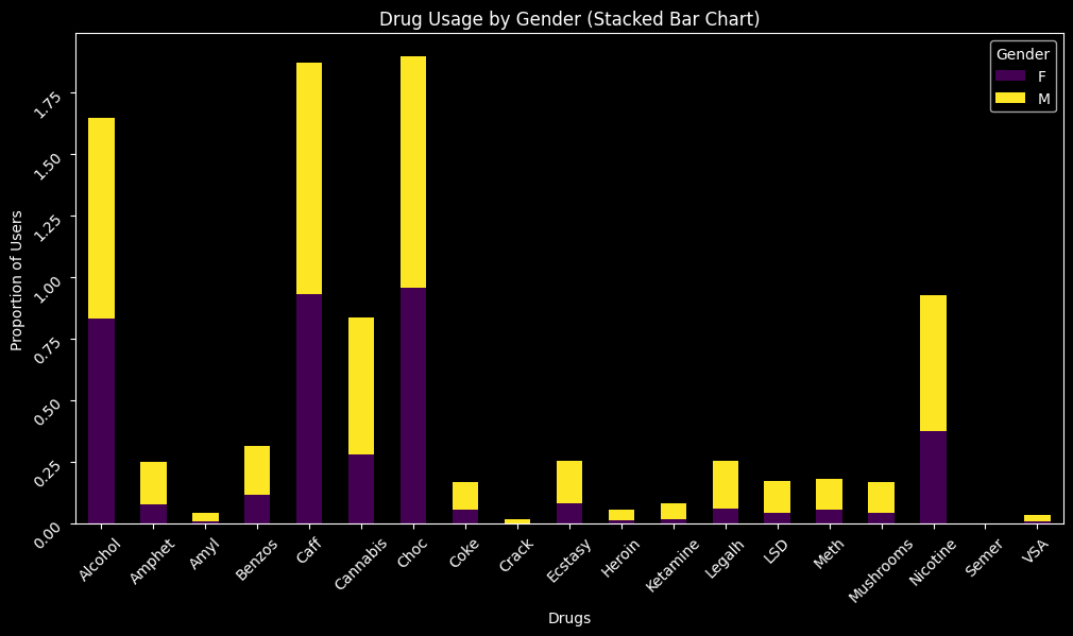 Drug Usage by Gender (Stacked Bar Chart)
Gender
F
M
Proportion of Users
1.75
1.50
1.25
1.00
0.75
0.50
0.25
0.00
Alcohol
Amphet
Amyl
Benzos
Caff
Cannabis
Choc
Coke
Crack
Ecstasy
Heroin
Ketamine
Legalh
LSD
Meth
Mushrooms
Nicotine
Semer
VSA
Drugs